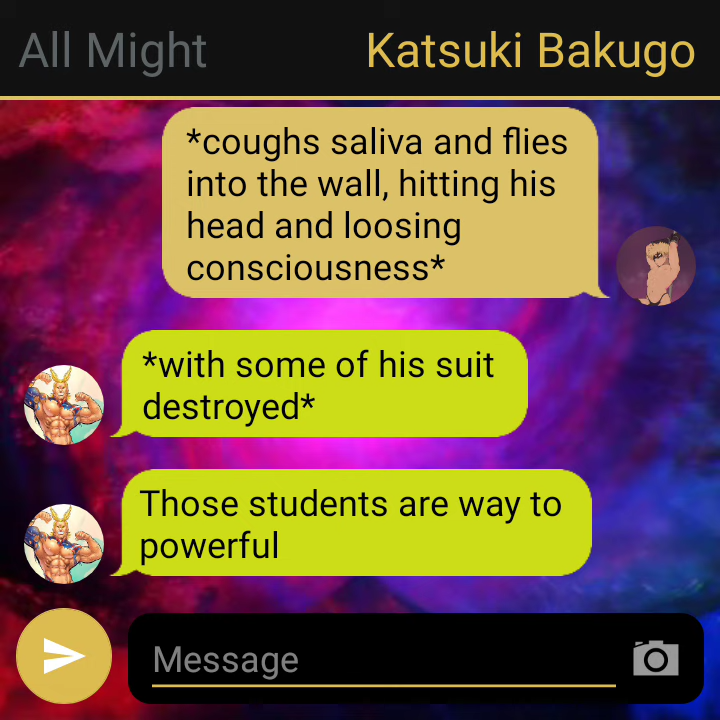 All Might Katsuki Bakugo
*coughs saliva and flies
into the wall, hitting his
head and loosing
consciousness*
*with some of his suit
destroyed*
Those students are way to
powerful
Message